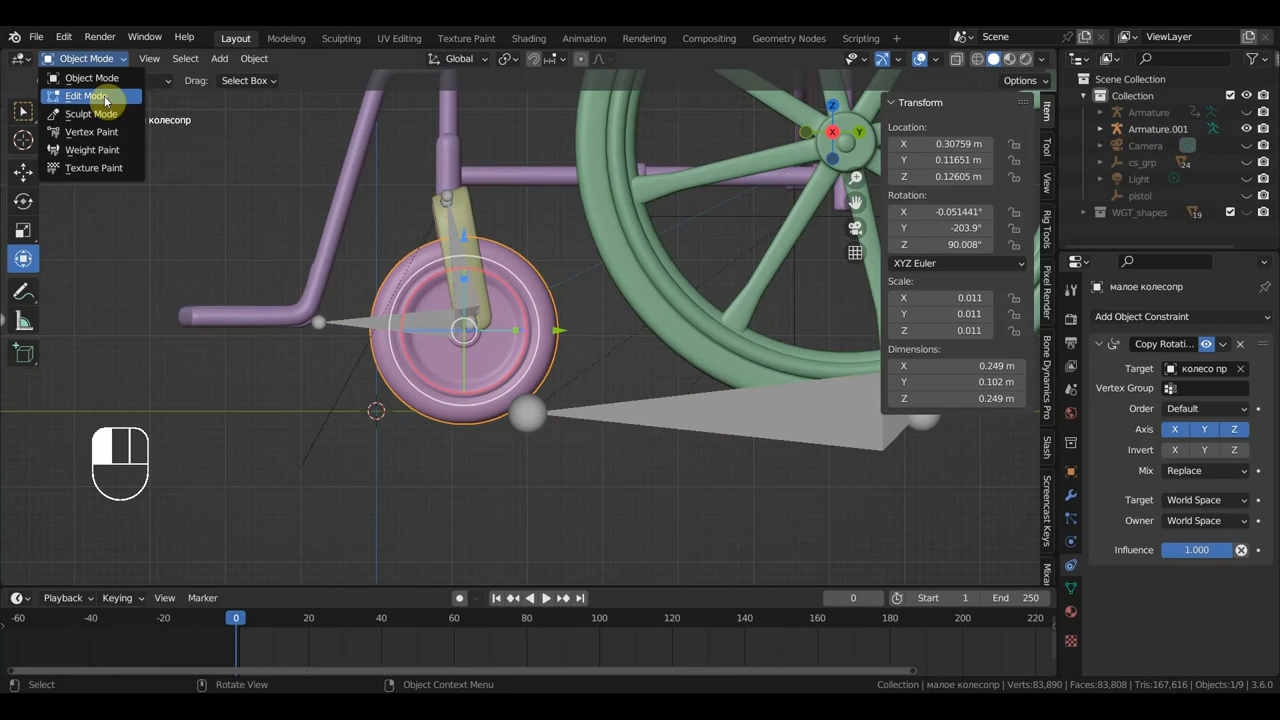 File Edit Render Window Help Layout Modeling Sculpting UV Editing Texture Paint Shading Animation Rendering Compositing Geometry Nodes Scripting Scene ViewLayer
Object Mode View Select Add Object Global
Drag: Select Box Options
Object Mode
Edit Mode
Sculpt Mode
Vertex Paint
Weight Paint
Texture Paint
колесопр
Z
X
Y
Transform
Location:
X 0.30759 m
Y 0.11651 m
Z 0.12605 m
Rotation:
X -0.051441°
Y -203.9°
Z 90.008°
XYZ Euler
Scale:
X 0.011
Y 0.011
Z 0.011
Dimensions:
X 0.249 m
Y 0.102 m
Z 0.249 m
Item
Tool
View
Rig Tools
Pixel Render
Bone Dynamics Pro
Slash
Screencast Keys
Scene Collection
Collection
Armature
Armature.001
Camera
cs_grp 24
Light
pistol
WGT_shapes 19
малое колесопр
Add Object Constraint
Copy Rotati...
Target колесо пр
Vertex Group
Order Default
Axis X Y Z
Invert X Y Z
Mix Replace
Target World Space
Owner World Space
Influence 1.000
Playback Keying View Marker 0 Start 1 End 250
-60 -40 -20 0 20 40 60 80 100 120 140 160 180 200 220
Select Rotate View Object Context Menu Collection | малое колесопр | Verts:83,890 | Faces:83,808 | Tris:167,616 | Objects:1/9 | 3.6.0